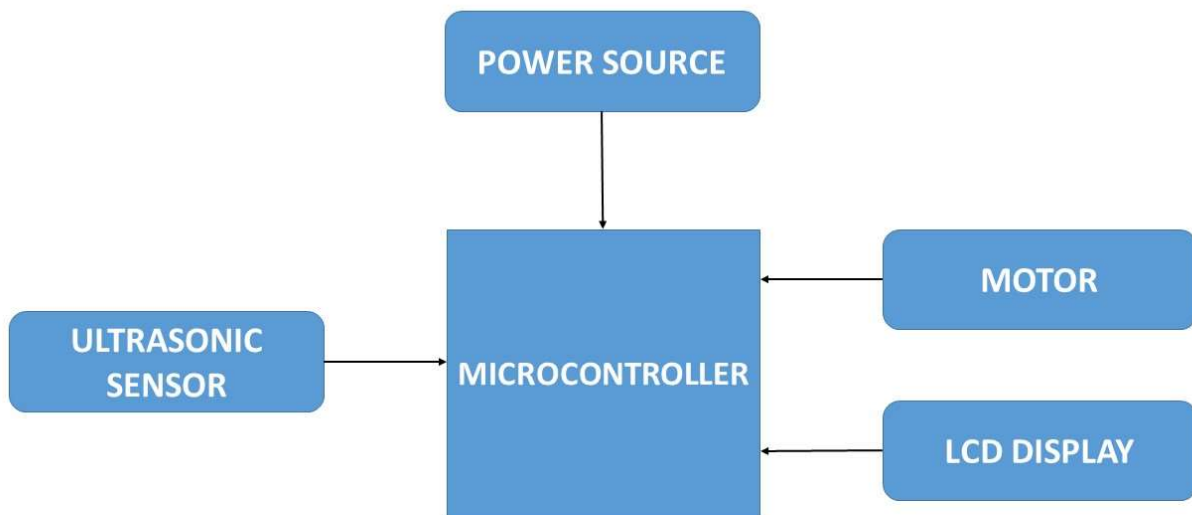 POWER SOURCE
MOTOR
ULTRASONIC
SENSOR
MICROCONTROLLER
LCD DISPLAY